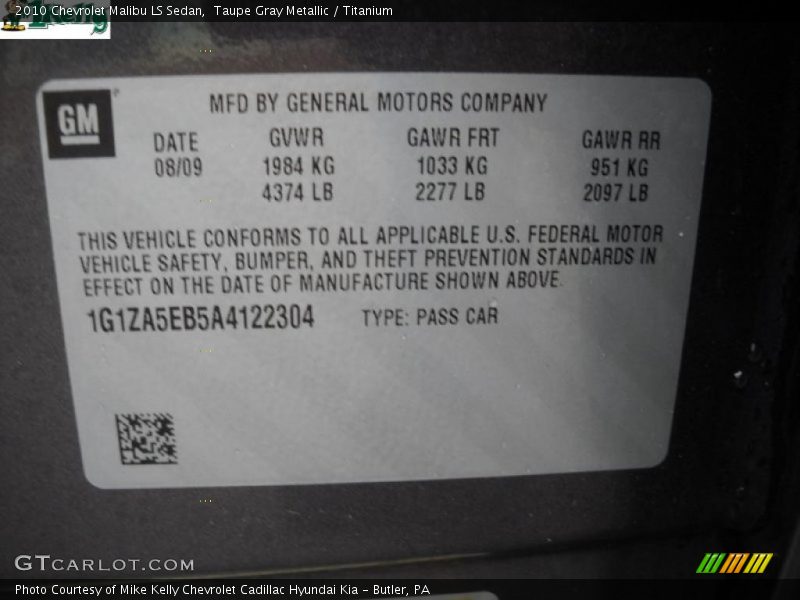 2010 Chevrolet Malibu LS Sedan,  Taupe Gray Metallic / Titanium
GM
MFD BY GENERAL MOTORS COMPANY
DATE GVWR GAWR FRT GAWR RR
08/09 1984 KG 1033 KG 951 KG
4374 LB 2277 LB 2097 LB
THIS VEHICLE CONFORMS TO ALL APPLICABLE U.S. FEDERAL MOTOR
VEHICLE SAFETY, BUMPER, AND THEFT PREVENTION STANDARDS IN
EFFECT ON THE DATE OF MANUFACTURE SHOWN ABOVE.
1G1ZA5EB5A4122304 TYPE: PASS CAR
GTCARLOT.COM
Photo Courtesy of Mike Kelly Chevrolet Cadillac Hyundai Kia – Butler, PA